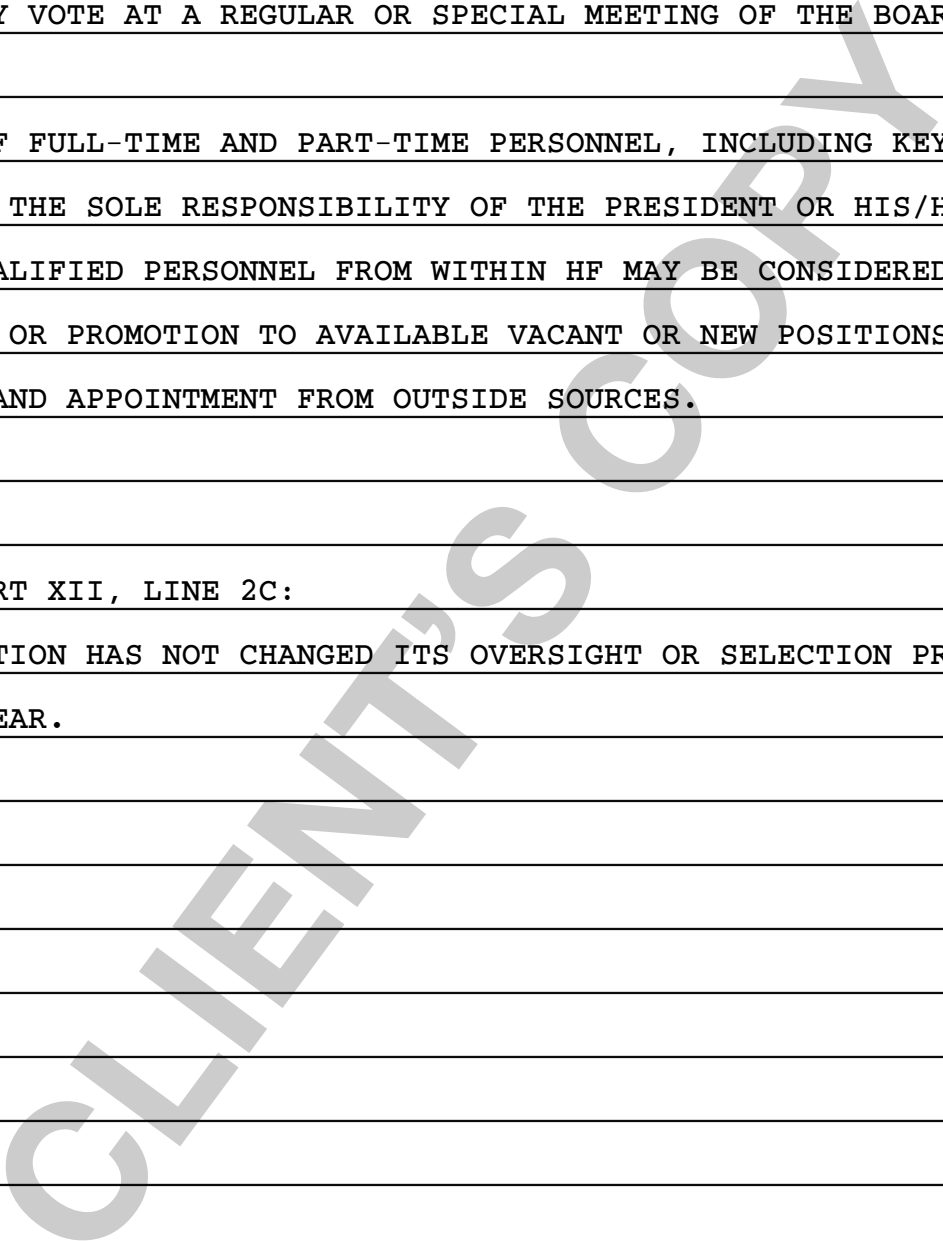 Y VOTE AT A REGULAR OR SPECIAL MEETING OF THE BOAR
F FULL-TIME AND PART-TIME PERSONNEL, INCLUDING KEY
THE SOLE RESPONSIBILITY OF THE PRESIDENT OR HIS/H
ALIFIED PERSONNEL FROM WITHIN HF MAY BE CONSIDERED
OR PROMOTION TO AVAILABLE VACANT OR NEW POSITIONS
AND APPOINTMENT FROM OUTSIDE SOURCES.
RT XII, LINE 2C:
TION HAS NOT CHANGED ITS OVERSIGHT OR SELECTION PR
EAR.
CLIENT'S COPY